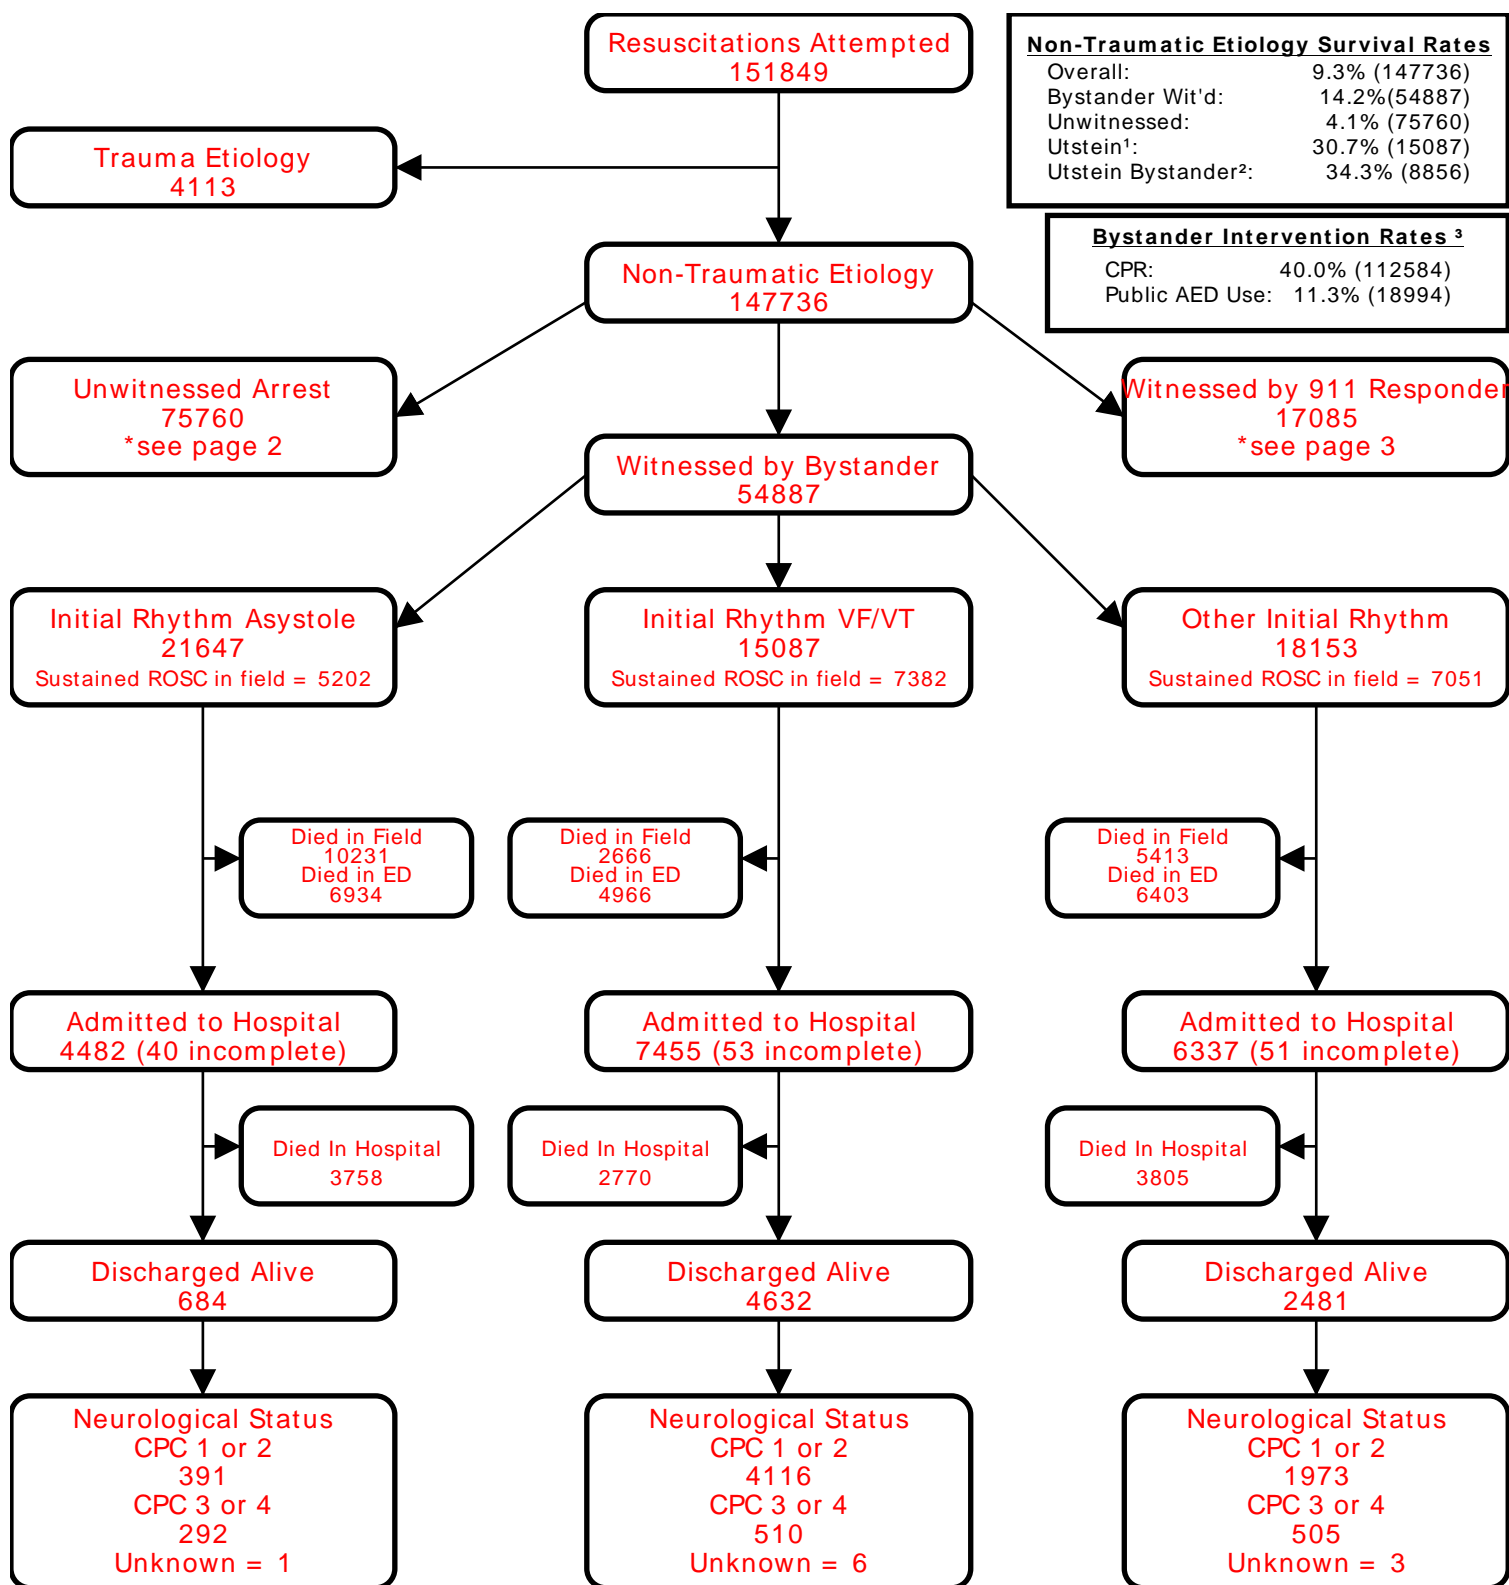 Resuscitations Attempted
151849
Non-Traumatic Etiology Survival Rates
Overall: 9.3% (147736)
Bystander Wit'd: 14.2%(54887)
Unwitnessed: 4.1% (75760)
Utstein¹: 30.7% (15087)
Utstein Bystander²: 34.3% (8856)
Trauma Etiology
4113
Bystander Intervention Rates ³
CPR: 40.0% (112584)
Public AED Use: 11.3% (18994)
Non-Traumatic Etiology
147736
Unwitnessed Arrest
75760
*see page 2
Witnessed by 911 Responder
17085
*see page 3
Witnessed by Bystander
54887
Initial Rhythm Asystole
21647
Sustained ROSC in field = 5202
Initial Rhythm VF/VT
15087
Sustained ROSC in field = 7382
Other Initial Rhythm
18153
Sustained ROSC in field = 7051
Died in Field
10231
Died in ED
6934
Died in Field
2666
Died in ED
4966
Died in Field
5413
Died in ED
6403
Admitted to Hospital
4482 (40 incomplete)
Admitted to Hospital
7455 (53 incomplete)
Admitted to Hospital
6337 (51 incomplete)
Died In Hospital
3758
Died In Hospital
2770
Died In Hospital
3805
Discharged Alive
684
Discharged Alive
4632
Discharged Alive
2481
Neurological Status
CPC 1 or 2
391
CPC 3 or 4
292
Unknown = 1
Neurological Status
CPC 1 or 2
4116
CPC 3 or 4
510
Unknown = 6
Neurological Status
CPC 1 or 2
1973
CPC 3 or 4
505
Unknown = 3